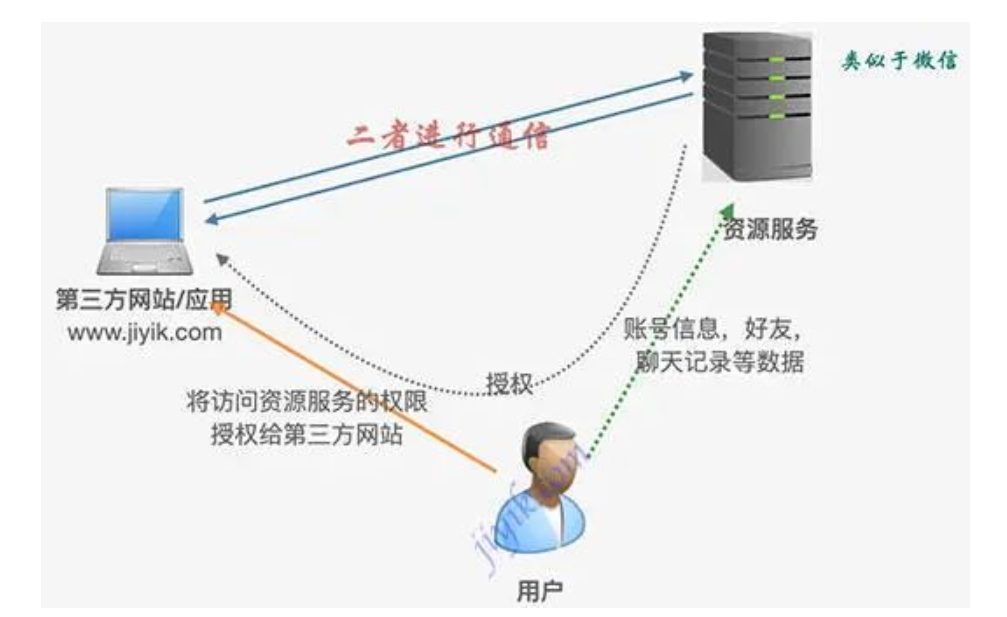 类似于微信
二者进行通信
资源服务
第三方网站/应用
www.jiyik.com
账号信息，好友，
聊天记录等数据
授权
将访问资源服务的权限
授权给第三方网站
jiyik.com
用户